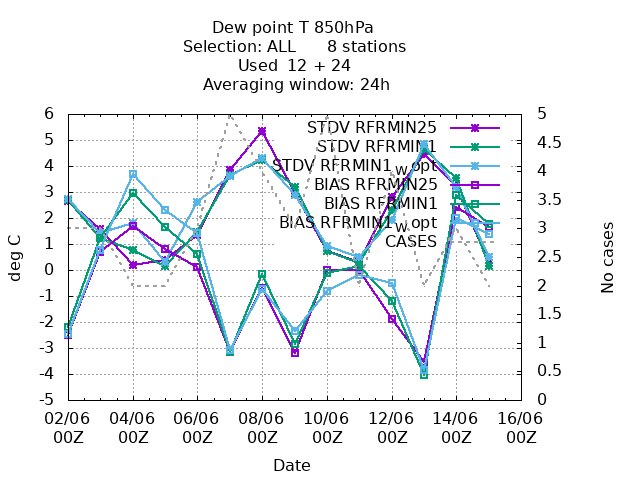 Dew point T 850hPa
Selection: ALL      8 stations
Used  12 + 24
Averaging window: 24h
STDV RFRMIN25
STDV RFRMIN1
STDV RFRMIN1wopt
BIAS RFRMIN25
BIAS RFRMIN1
BIAS RFRMIN1wopt
CASES
deg C
No cases
6
5
4
3
2
1
0
-1
-2
-3
-4
-5
5
4.5
4
3.5
3
2.5
2
1.5
1
0.5
0
02/06 04/06 06/06 08/06 10/06 12/06 14/06 16/06
00Z 00Z 00Z 00Z 00Z 00Z 00Z 00Z
Date